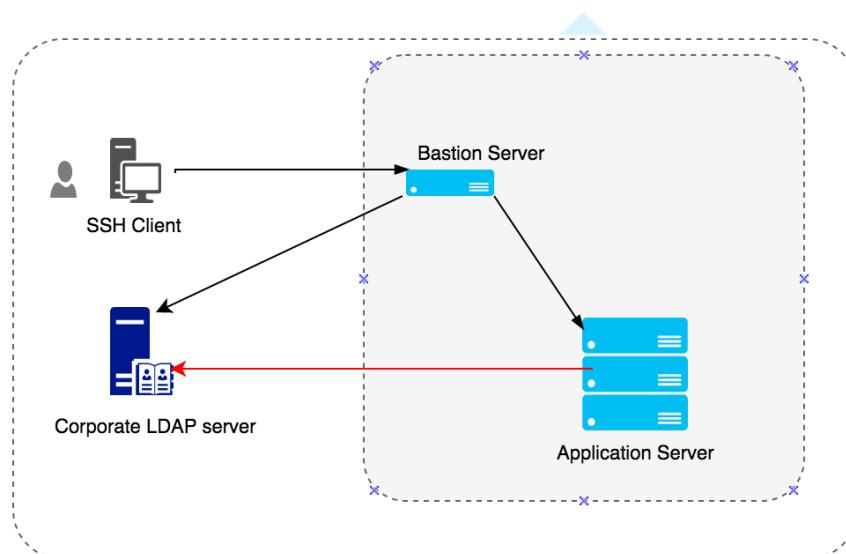 Bastion Server
SSH Client
Corporate LDAP server
Application Server